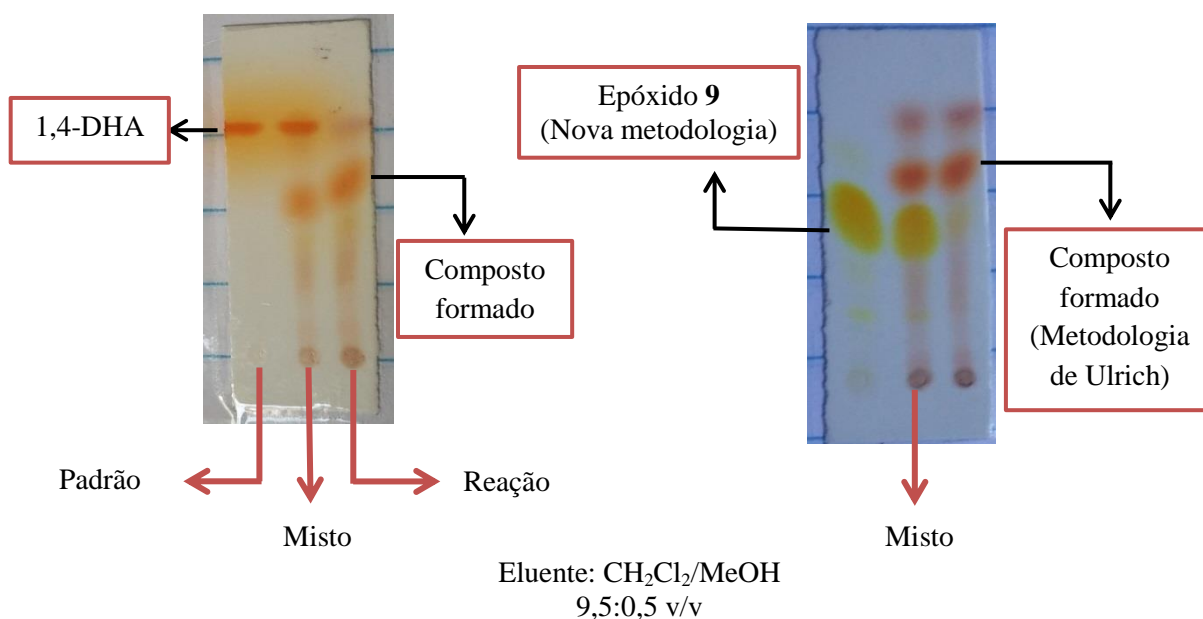 1,4-DHA
Composto
formado
Padrão
Misto
Reação
Epóxido 9
(Nova metodologia)
Composto
formado
(Metodologia
de Ulrich)
Misto
Eluente: CH₂Cl₂/MeOH
9,5:0,5 v/v